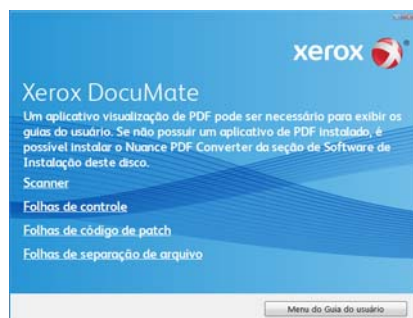 xerox
Xerox DocuMate
Um aplicativo visualização de PDF pode ser necessário para exibir os
guias do usuário. Se não possuir um aplicativo de PDF instalado, é
possível instalar o Nuance PDF Converter da seção de Software de
Instalação deste disco.
Scanner
Folhas de controle
Folhas de código de patch
Folhas de separação de arquivo
Menu do Guia do usuário